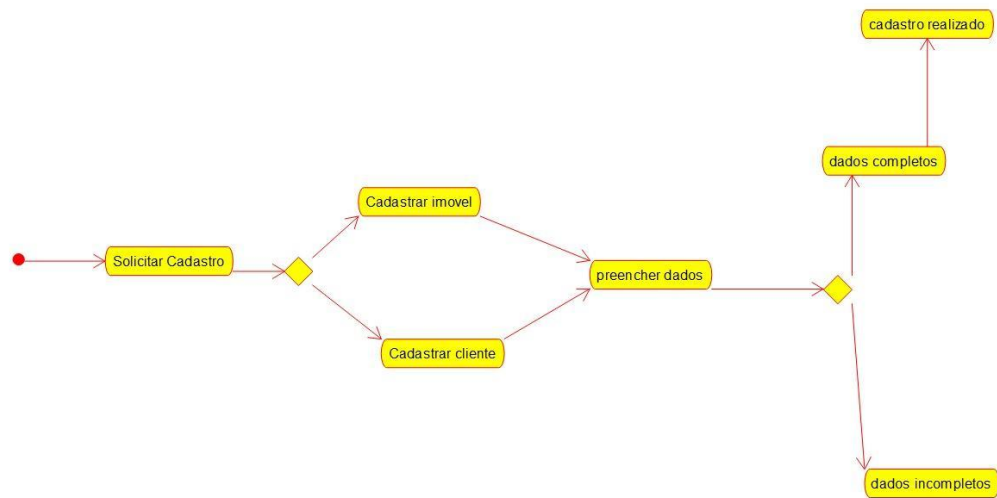 cadastro realizado
dados completos
Cadastrar imovel
Solicitar Cadastro
preencher dados
Cadastrar cliente
dados incompletos